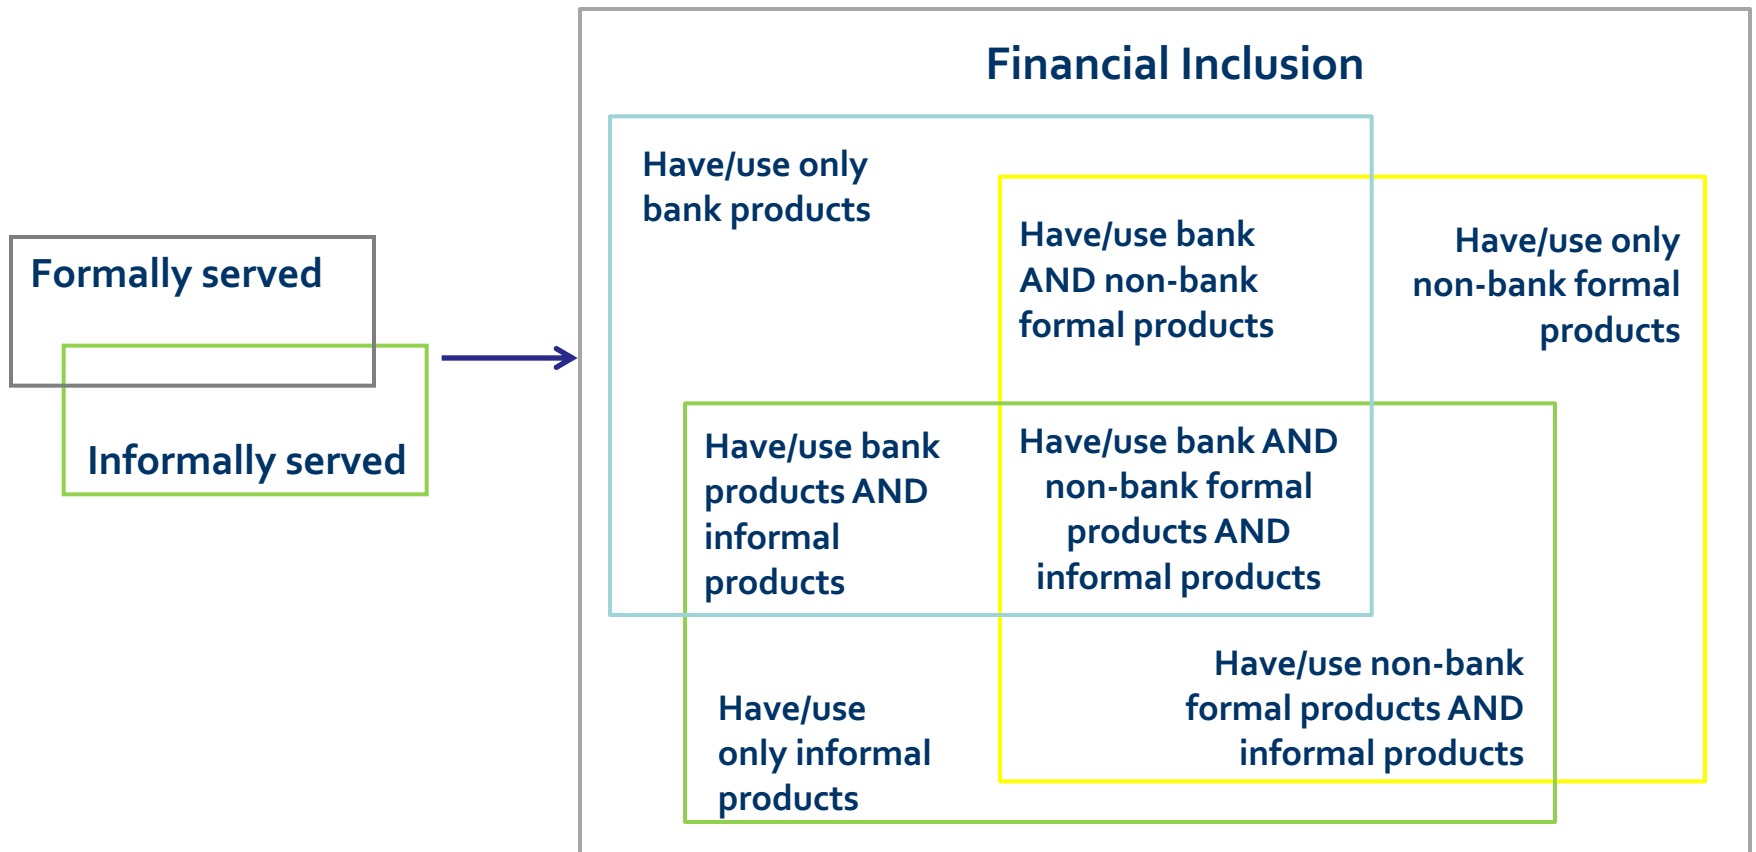 Financial Inclusion
Formally served
Informally served
Have/use only
bank products
Have/use bank
AND non-bank
formal products
Have/use only
non-bank formal
products
Have/use bank
products AND
informal
products
Have/use bank AND
non-bank formal
products AND
informal products
Have/use
only informal
products
Have/use non-bank
formal products AND
informal products